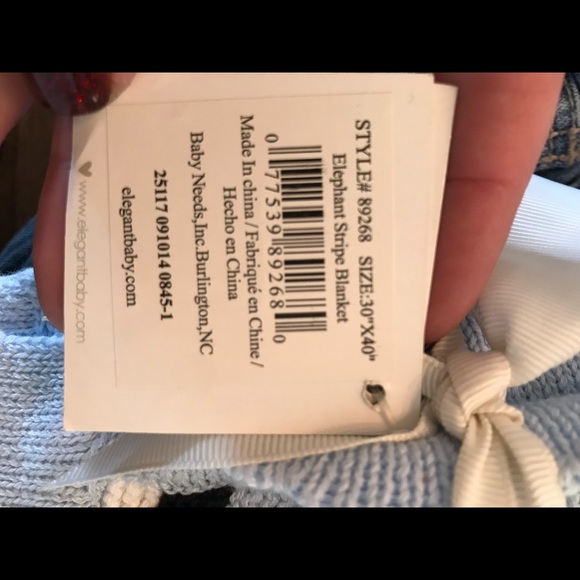 STYLE# 89268 SIZE:30"X40"
Elephant Stripe Blanket
0 77539 89268 0
Made In china / Fabriqué en Chine /
Hecho en China
Baby Needs,Inc.Burlington,NC
25117 091014 0845-1
elegantbaby.com
www.elegantbaby.com